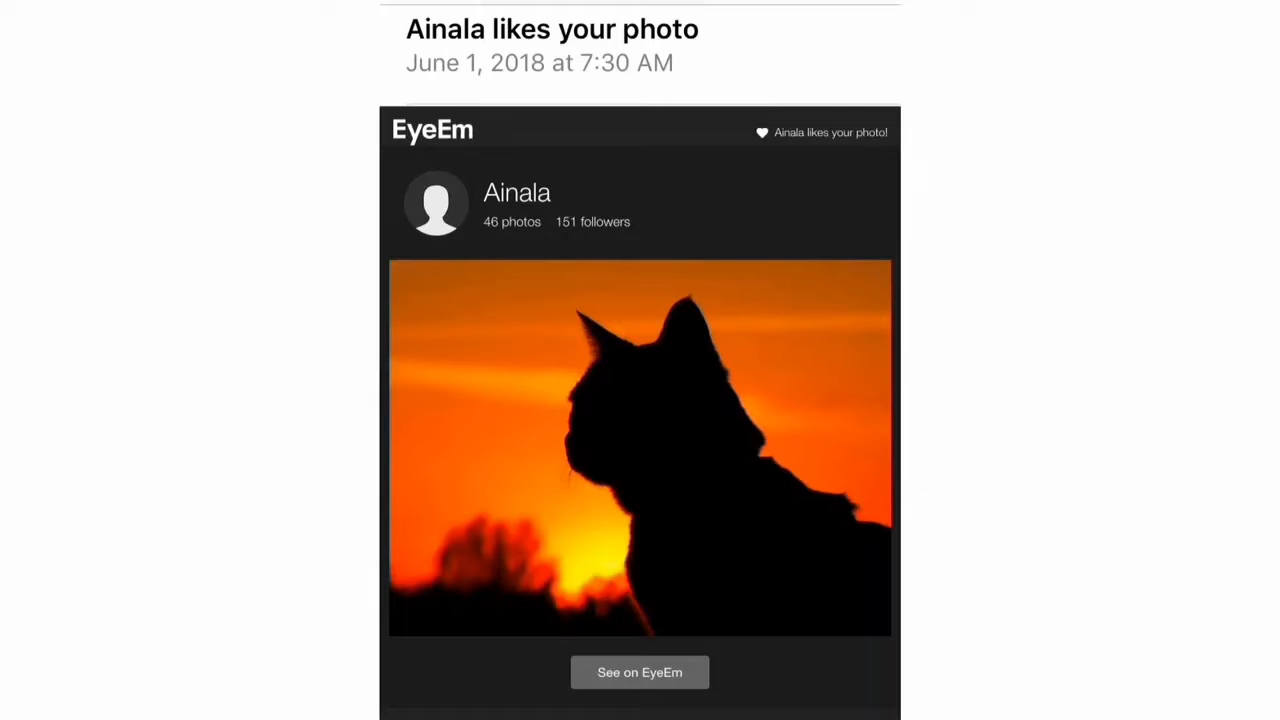 Ainala likes your photo
June 1, 2018 at 7:30 AM
EyeEm
Ainala likes your photo!
Ainala
46 photos 151 followers
See on EyeEm